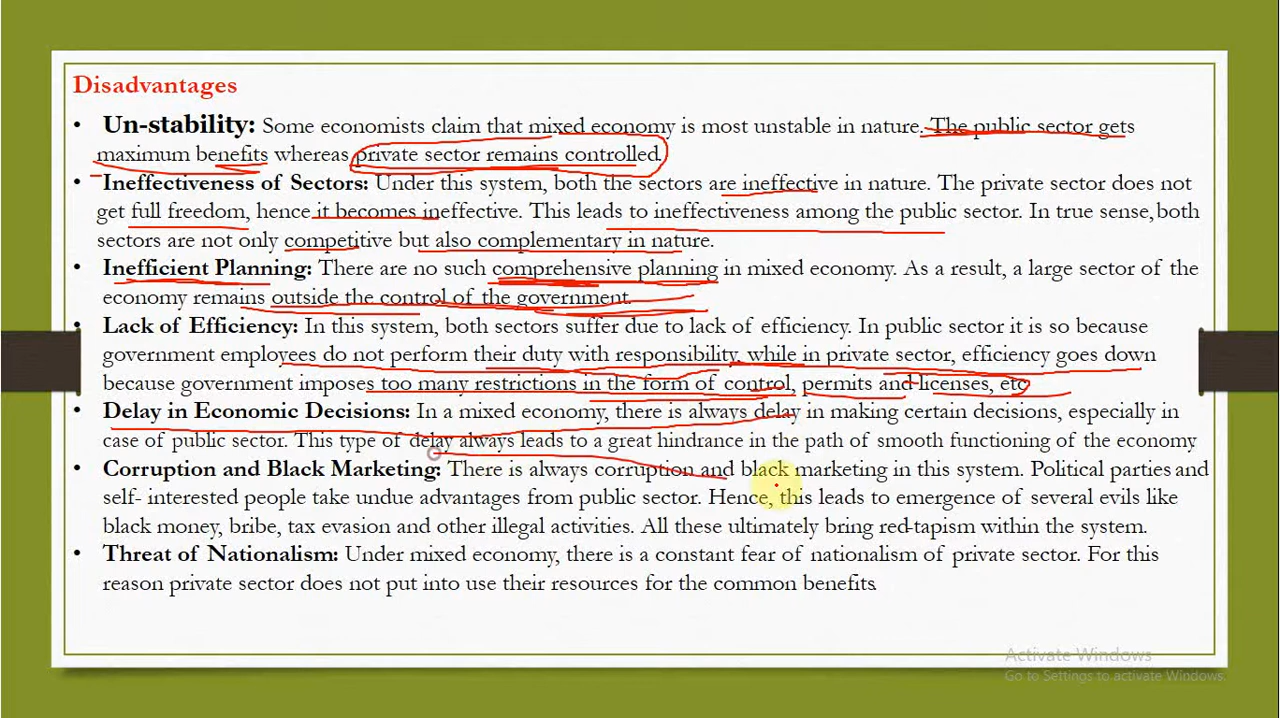 Disadvantages
• Un-stability: Some economists claim that mixed economy is most unstable in nature. The public sector gets
maximum benefits whereas private sector remains controlled.
• Ineffectiveness of Sectors: Under this system, both the sectors are ineffective in nature. The private sector does not
get full freedom, hence it becomes ineffective. This leads to ineffectiveness among the public sector. In true sense, both
sectors are not only competitive but also complementary in nature.
• Inefficient Planning: There are no such comprehensive planning in mixed economy. As a result, a large sector of the
economy remains outside the control of the government.
• Lack of Efficiency: In this system, both sectors suffer due to lack of efficiency. In public sector it is so because
government employees do not perform their duty with responsibility, while in private sector, efficiency goes down
because government imposes too many restrictions in the form of control, permits and licenses, etc
• Delay in Economic Decisions: In a mixed economy, there is always delay in making certain decisions, especially in
case of public sector. This type of delay always leads to a great hindrance in the path of smooth functioning of the economy
• Corruption and Black Marketing: There is always corruption and black marketing in this system. Political parties and
self- interested people take undue advantages from public sector. Hence, this leads to emergence of several evils like
black money, bribe, tax evasion and other illegal activities. All these ultimately bring red-tapism within the system.
• Threat of Nationalism: Under mixed economy, there is a constant fear of nationalism of private sector. For this
reason private sector does not put into use their resources for the common benefits.
Activate Windows
Go to Settings to activate Windows.